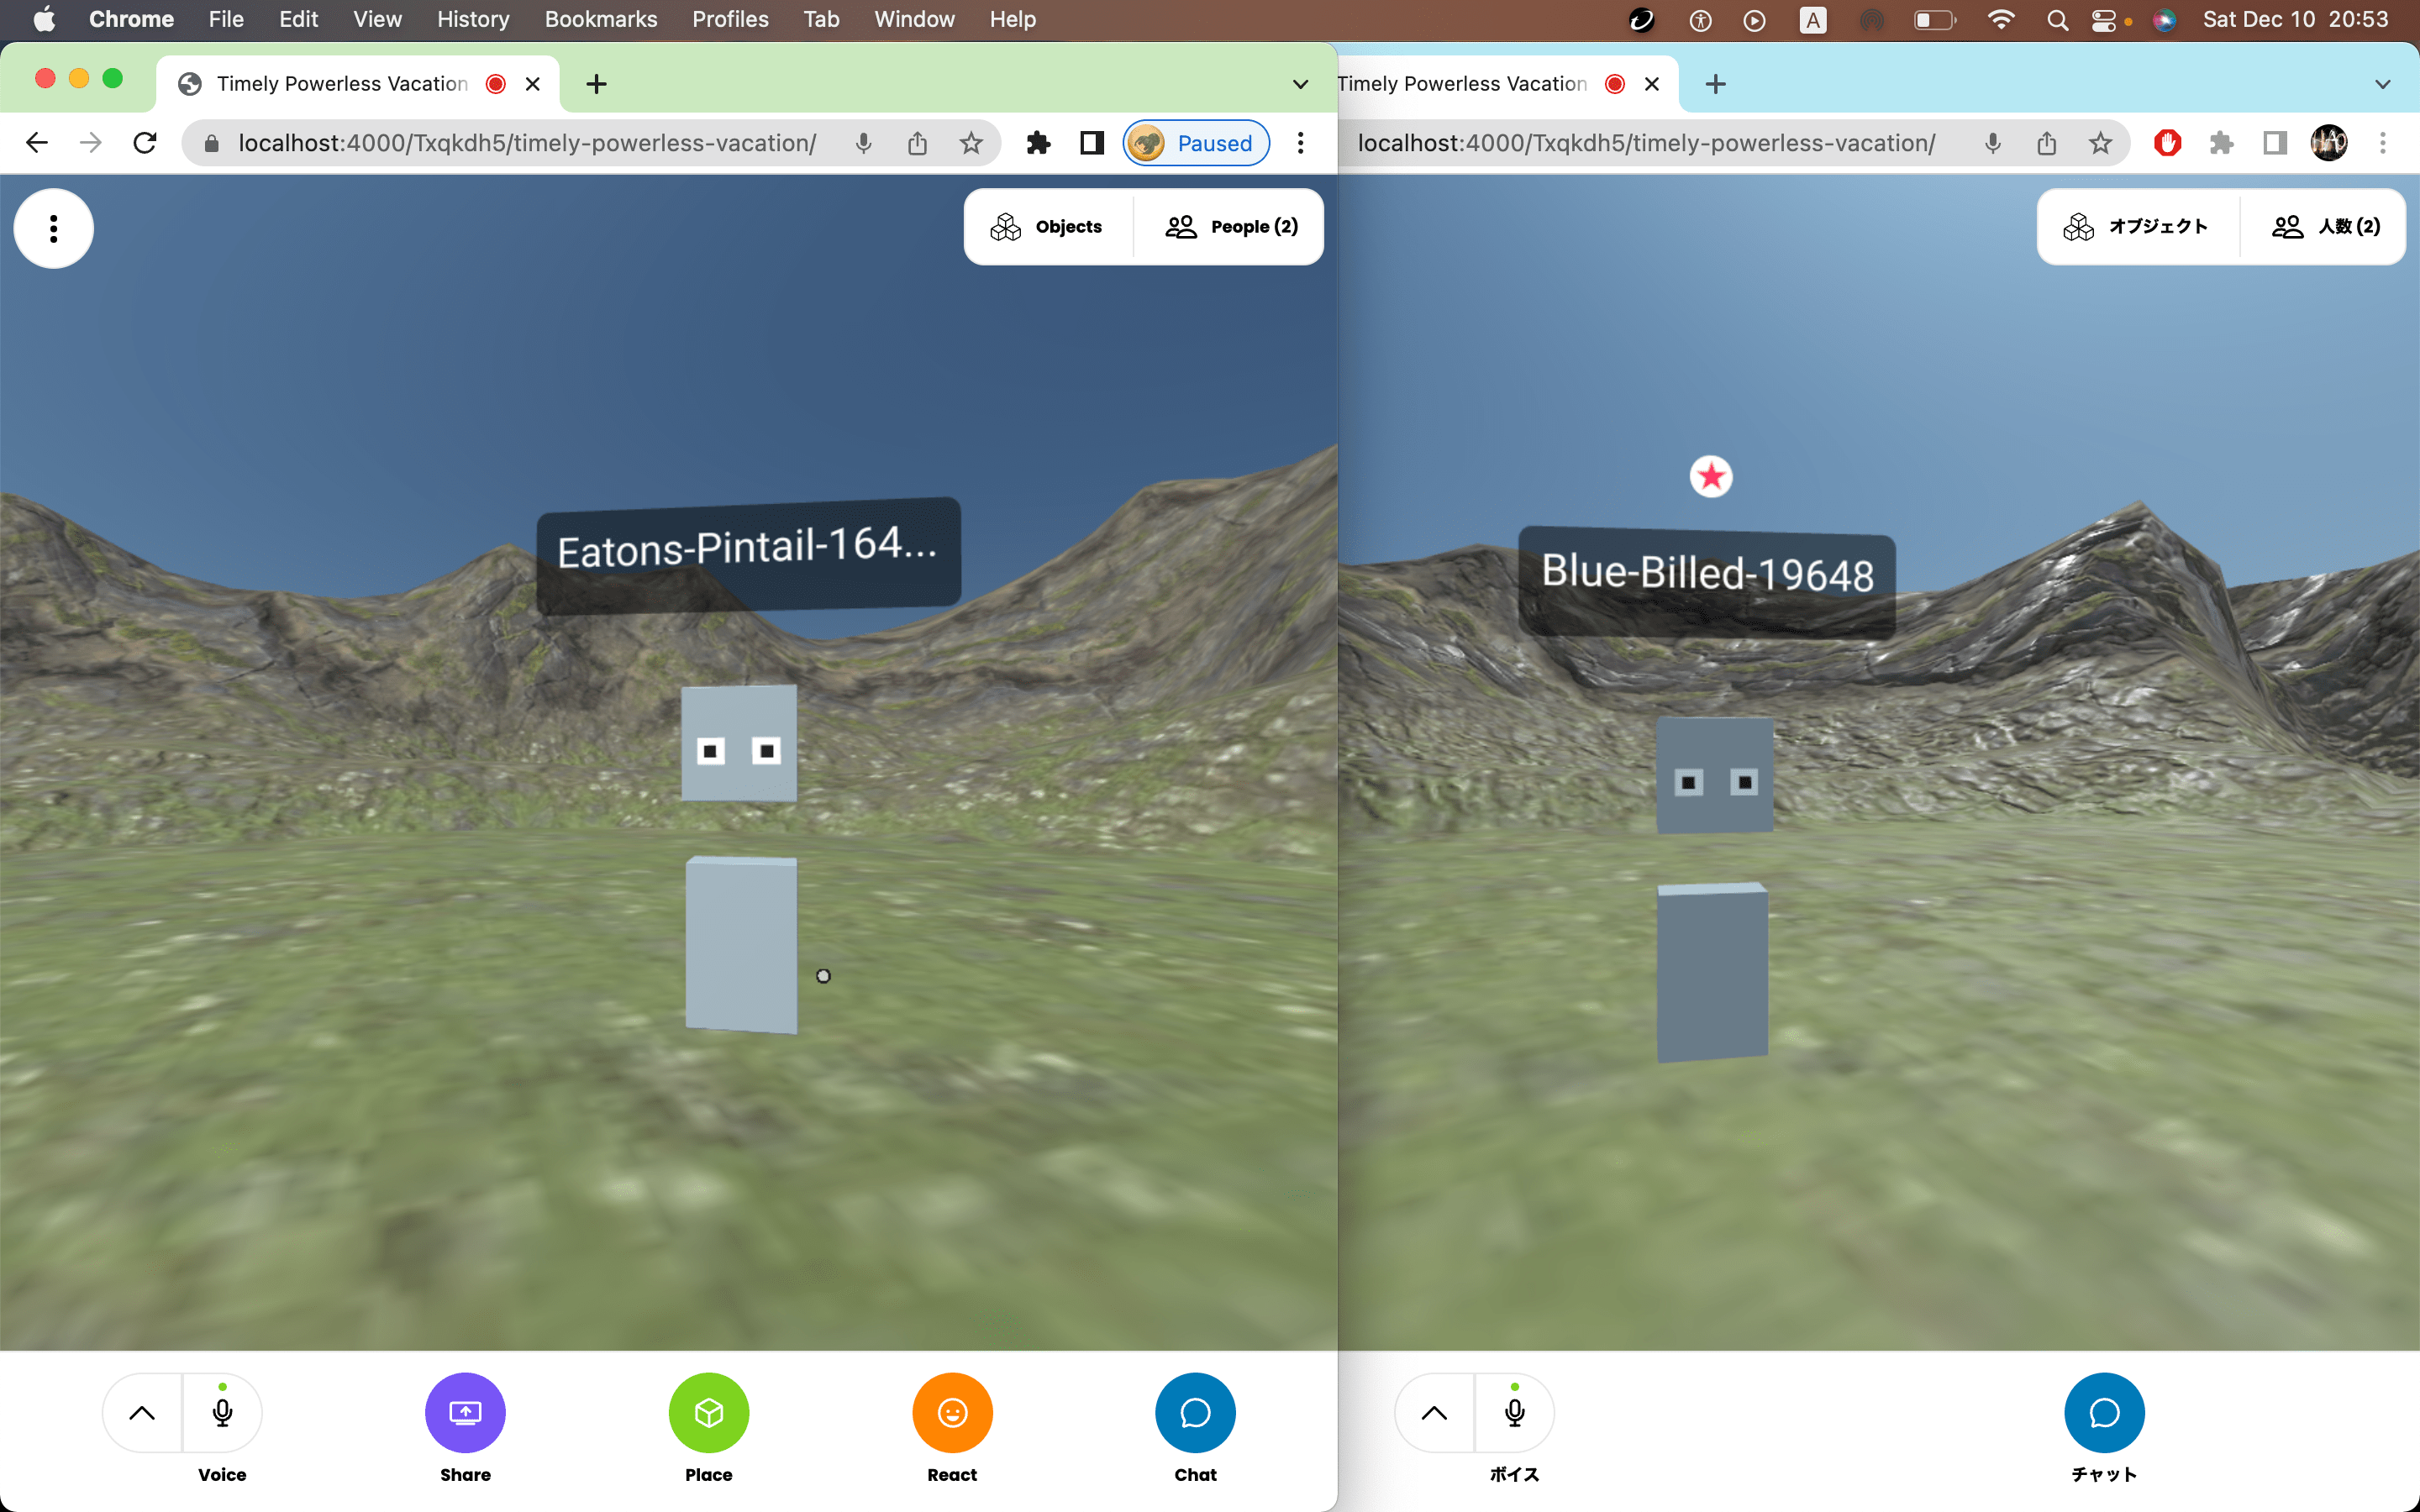 Chrome File Edit View History Bookmarks Profiles Tab Window Help A Sat Dec 10 20:53
Timely Powerless Vacation
localhost:4000/Txqkdh5/timely-powerless-vacation/ Paused
Objects People (2)
Eatons-Pintail-164...
Voice Share Place React Chat
Timely Powerless Vacation
localhost:4000/Txqkdh5/timely-powerless-vacation/
オブジェクト 人数 (2)
Blue-Billed-19648
ボイス チャット